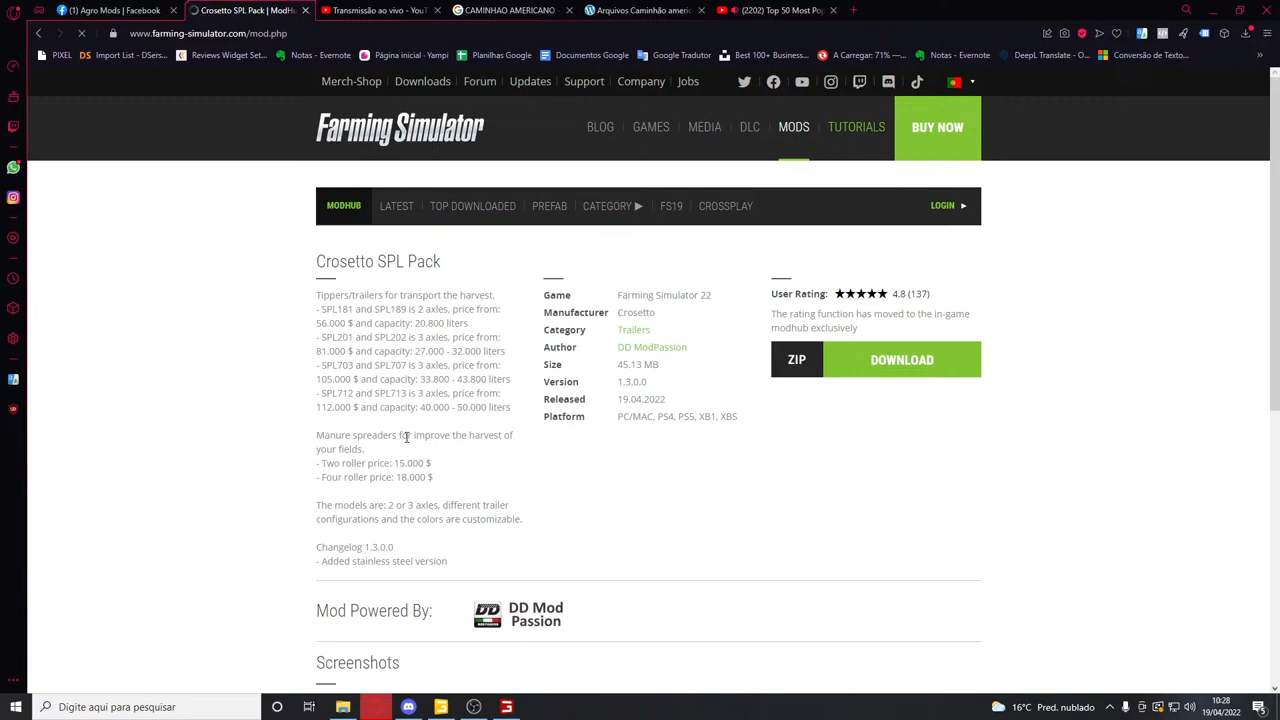 (1) Agro Mods | Facebook
Crosetto SPL Pack | Farming Sim
CAMINHAO AMERICANO
Arquivos Caminhão America
(2202) Top 50 Most Po
www.farming-simulator.com/mod.php
PIXEL
Import List - DSers...
Reviews Widget Set...
Notas - Evernote
Página inicial · Yampi
Planilhas Google
Documentos Google
Google Tradutor
Best 100+ Business...
A Carregar: 71% —...
Notas - Evernote
DeepL Translate - O...
Conversão de Texto...
Merch-Shop
Downloads
Forum
Updates
Support
Company
Jobs
Farming Simulator
BLOG
GAMES
MEDIA
DLC
MODS
TUTORIALS
BUY NOW
MODHUB
LATEST
TOP DOWNLOADED
PREFAB
CATEGORY ▶
FS19
CROSSPLAY
LOGIN
Crosetto SPL Pack
Tippers/trailers for transport the harvest.
- SPL181 and SPL189 is 2 axles, price from:
56.000 $ and capacity: 20.800 liters
- SPL201 and SPL202 is 3 axles, price from:
81.000 $ and capacity: 27.000 - 32.000 liters
- SPL703 and SPL707 is 3 axles, price from:
105.000 $ and capacity: 33.800 - 43.800 liters
- SPL712 and SPL713 is 3 axles, price from:
112.000 $ and capacity: 40.000 - 50.000 liters
Manure spreaders for improve the harvest of
your fields.
- Two roller price: 15.000 $
- Four roller price: 18.000 $
The models are: 2 or 3 axles, different trailer
configurations and the colors are customizable.
Changelog 1.3.0.0
- Added stainless steel version
Game Farming Simulator 22
Manufacturer Crosetto
Category Trailers
Author DD ModPassion
Size 45.13 MB
Version 1.3.0.0
Released 19.04.2022
Platform PC/MAC, PS4, PS5, XB1, XBS
User Rating: 4.8 (137)
The rating function has moved to the in-game
modhub exclusively
ZIP
DOWNLOAD
Mod Powered By:
DD
MOD PASSION
DD Mod
Passion
Screenshots
Digite aqui para pesquisar
16°C Pred. nublado
10:28
19/04/2022